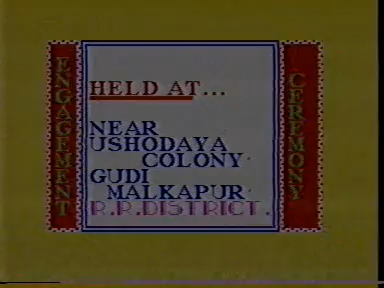 ENGAGEMENT
HELD AT...
NEAR
USHODAYA
COLONY
GUDI
MALKAPUR
R.R.DISTRICT.
CEREMONY